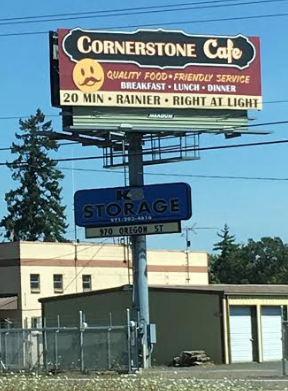 CORNERSTONE Cafe
QUALITY FOOD • FRIENDLY SERVICE
BREAKFAST • LUNCH • DINNER
20 MIN • RAINIER • RIGHT AT LIGHT
MEADOW
K
STORAGE
970 OREGON ST